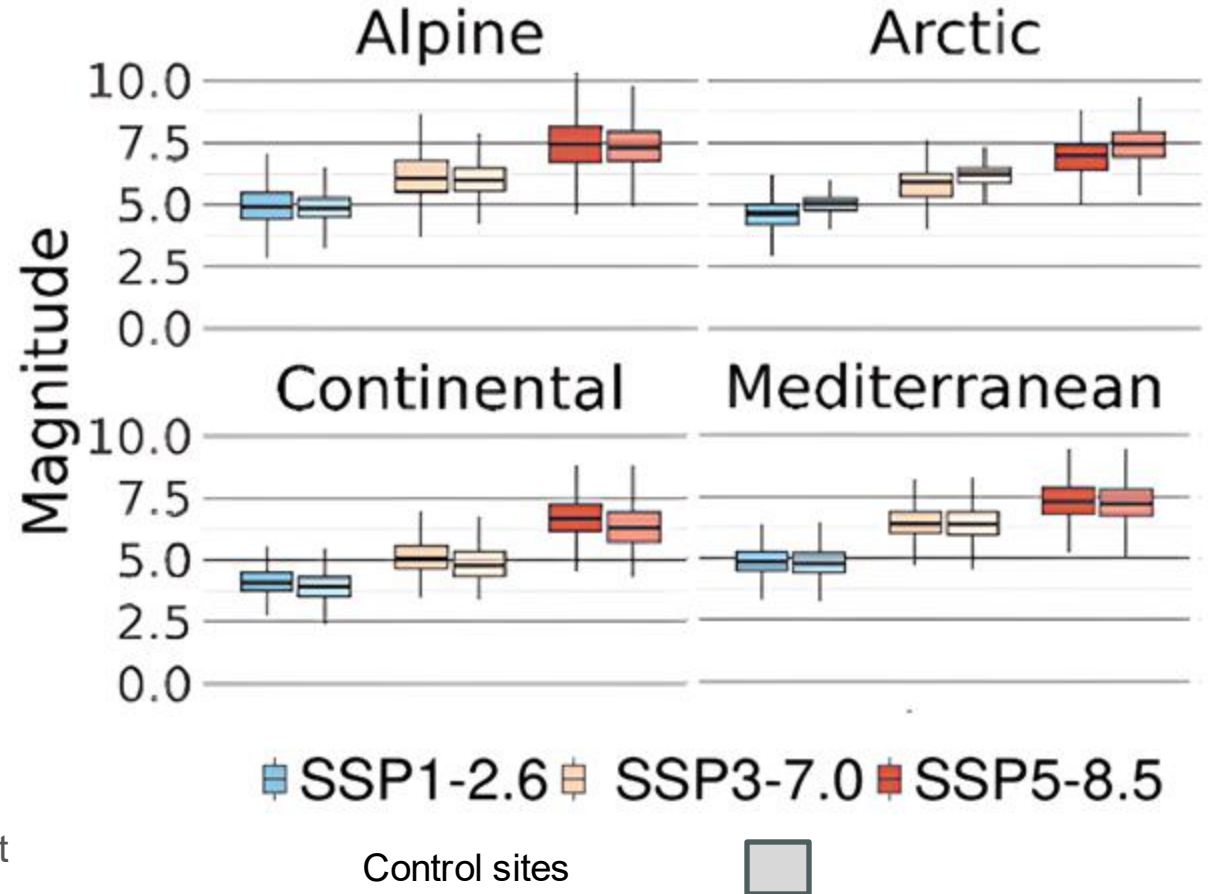 Alpine Arctic
10.0
7.5
5.0
2.5
0.0
Magnitude
Continental Mediterranean
10.0
7.5
5.0
2.5
0.0
SSP1-2.6 SSP3-7.0 SSP5-8.5
t
Control sites